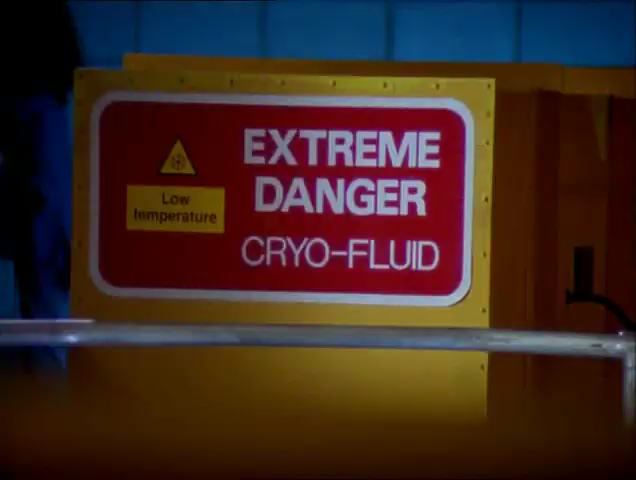 Low
temperature
EXTREME
DANGER
CRYO-FLUID